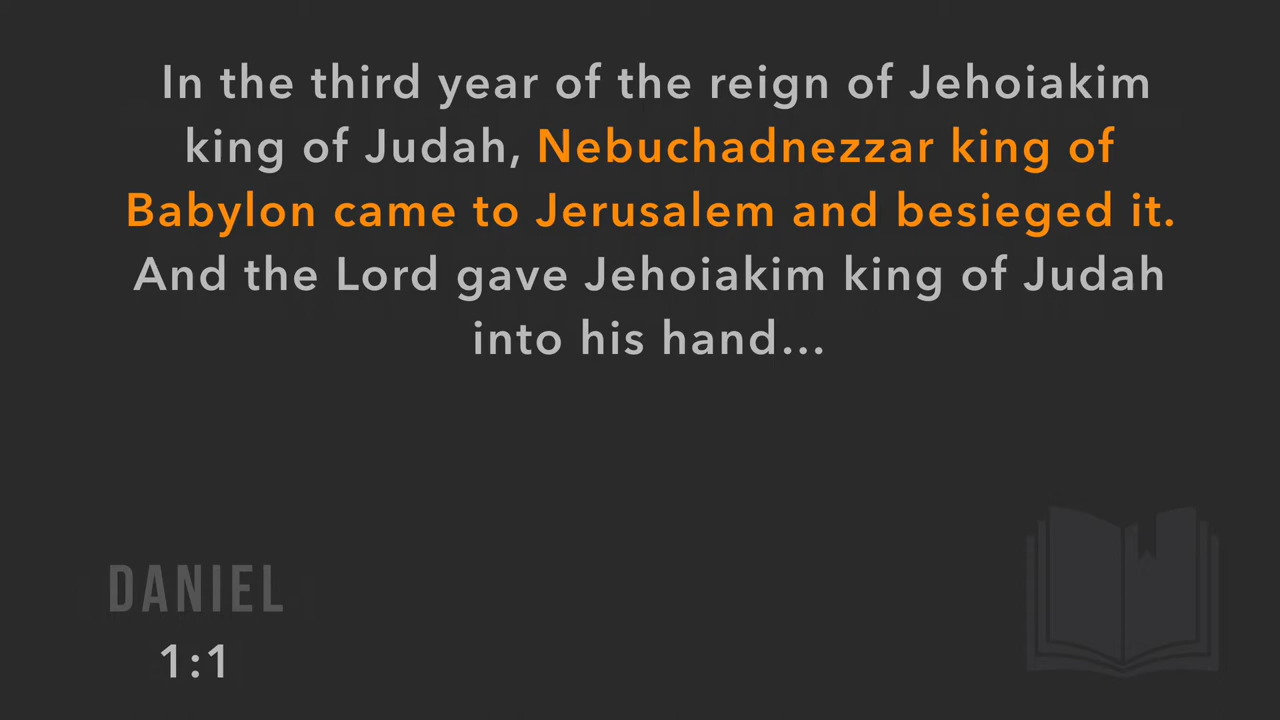 In the third year of the reign of Jehoiakim
king of Judah, Nebuchadnezzar king of
Babylon came to Jerusalem and besieged it.
And the Lord gave Jehoiakim king of Judah
into his hand...
DANIEL
1:1